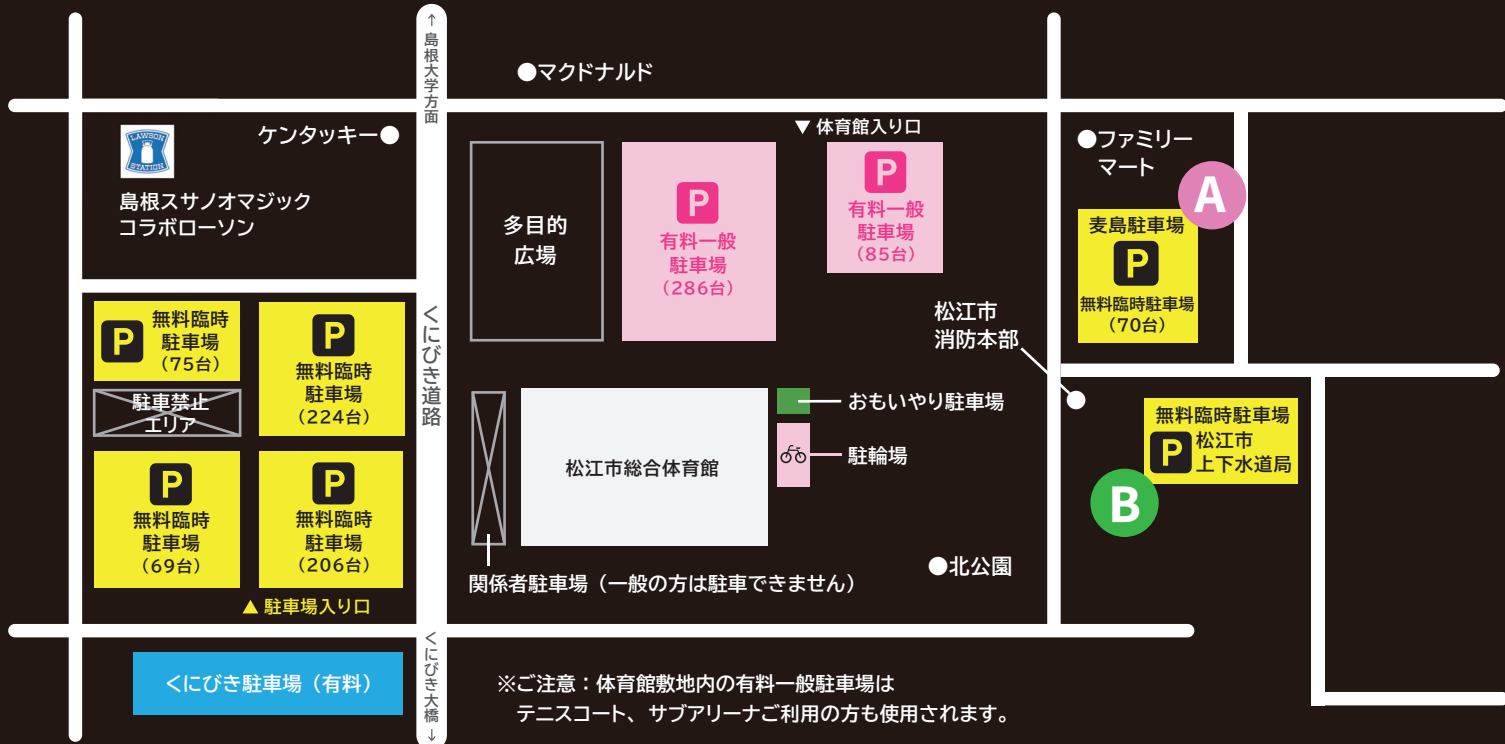 ↑島根大学方面
●マクドナルド
LAWSON
STATION
ケンタッキー●
島根スサノオマジック
コラボローソン
▼ 体育館入り口
●ファミリー
マート
A
多目的
広場
P
有料一般
駐車場
(286台)
P
有料一般
駐車場
(85台)
麦島駐車場
P
無料臨時駐車場
(70台)
松江市
消防本部
くにびき道路
P
無料臨時
駐車場
(75台)
P
無料臨時
駐車場
(224台)
駐車禁止
エリア
P
無料臨時
駐車場
(69台)
P
無料臨時
駐車場
(206台)
▲ 駐車場入り口
松江市総合体育館
おもいやり駐車場
駐輪場
無料臨時駐車場
P
松江市
上下水道局
B
●北公園
関係者駐車場（一般の方は駐車できません）
くにびき大橋↓
くにびき駐車場（有料）
※ご注意：体育館敷地内の有料一般駐車場は
テニスコート、サブアリーナご利用の方も使用されます。